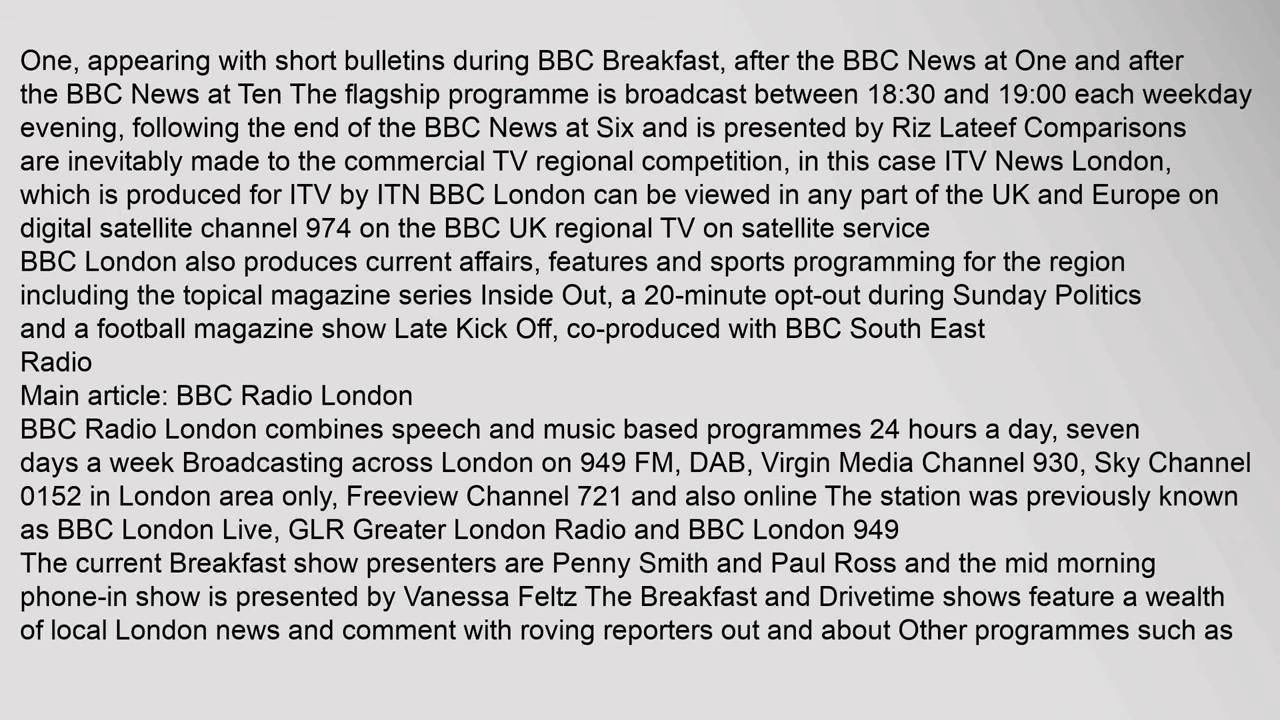 One, appearing with short bulletins during BBC Breakfast, after the BBC News at One and after
the BBC News at Ten The flagship programme is broadcast between 18:30 and 19:00 each weekday
evening, following the end of the BBC News at Six and is presented by Riz Lateef Comparisons
are inevitably made to the commercial TV regional competition, in this case ITV News London,
which is produced for ITV by ITN BBC London can be viewed in any part of the UK and Europe on
digital satellite channel 974 on the BBC UK regional TV on satellite service
BBC London also produces current affairs, features and sports programming for the region
including the topical magazine series Inside Out, a 20-minute opt-out during Sunday Politics
and a football magazine show Late Kick Off, co-produced with BBC South East
Radio
Main article: BBC Radio London
BBC Radio London combines speech and music based programmes 24 hours a day, seven
days a week Broadcasting across London on 949 FM, DAB, Virgin Media Channel 930, Sky Channel
0152 in London area only, Freeview Channel 721 and also online The station was previously known
as BBC London Live, GLR Greater London Radio and BBC London 949
The current Breakfast show presenters are Penny Smith and Paul Ross and the mid morning
phone-in show is presented by Vanessa Feltz The Breakfast and Drivetime shows feature a wealth
of local London news and comment with roving reporters out and about Other programmes such as